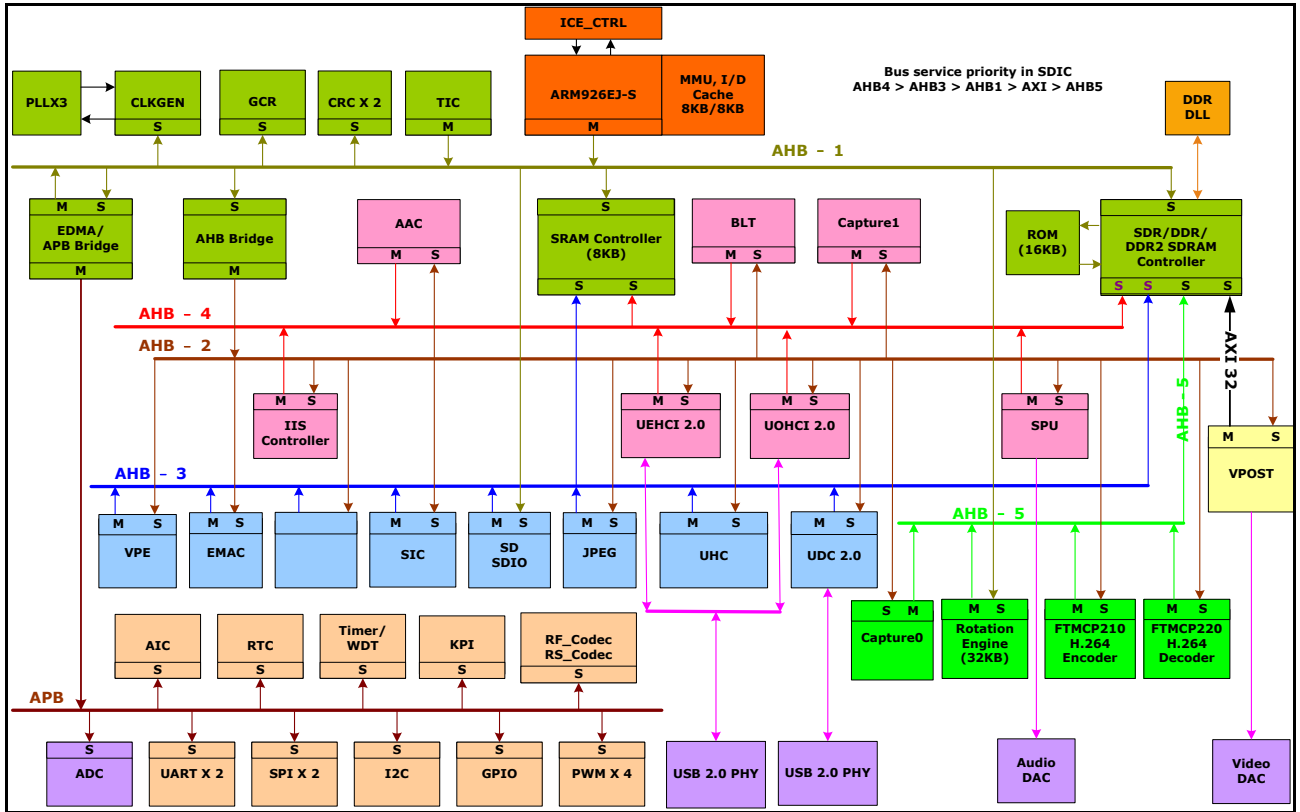 ICE_CTRL
PLLX3
CLKGEN
S
GCR
S
CRC X 2
S
TIC
M
ARM926EJ-S
M
MMU, I/D
Cache
8KB/8KB
Bus service priority in SDIC
AHB4 > AHB3 > AHB1 > AXI > AHB5
DDR
DLL
AHB - 1
M S
EDMA/
APB Bridge
M
S
AHB Bridge
M
AAC
M S
S
SRAM Controller
(8KB)
S S
BLT
M S
Capture1
M S
ROM
(16KB)
S
SDR/DDR/
DDR2 SDRAM
Controller
S S S S
AHB - 4
AHB - 2
AXI 32
AHB - 5
M S
IIS
Controller
M S
UEHCI 2.0
M S
UOHCI 2.0
M S
SPU
M S
VPOST
AHB - 3
M S
VPE
M S
EMAC
M S
SIC
M S
SD
SDIO
M S
JPEG
M S
UHC
M S
UDC 2.0
AHB - 5
S M
Capture0
M S
Rotation
Engine
(32KB)
M S
FTMCP210
H.264
Encoder
M S
FTMCP220
H.264
Decoder
AIC
S
RTC
S
Timer/
WDT
S
KPI
S
RF_Codec
RS_Codec
S
APB
S
ADC
S
UART X 2
S
SPI X 2
S
I2C
S
GPIO
S
PWM X 4
USB 2.0 PHY
USB 2.0 PHY
Audio
DAC
Video
DAC